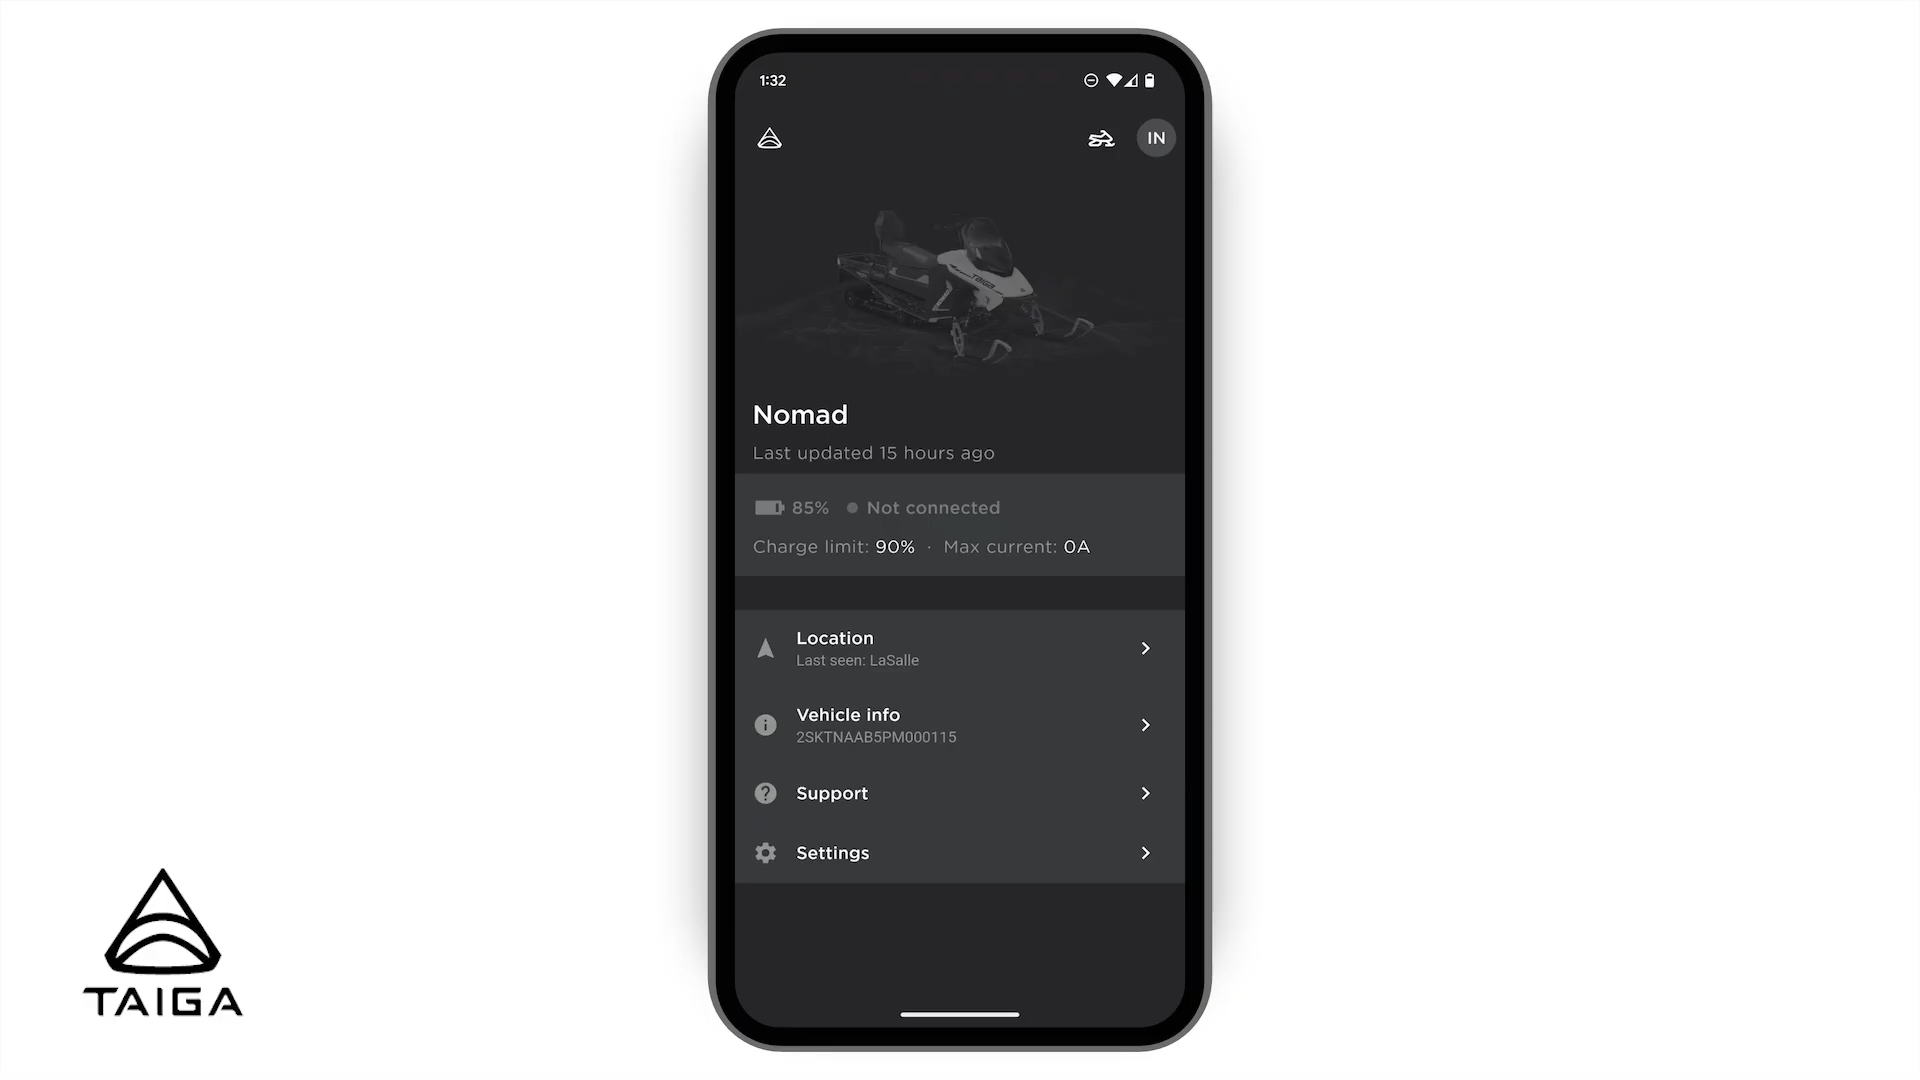 1:32
IN
TAIGA
Nomad
Last updated 15 hours ago
85% Not connected
Charge limit: 90% · Max current: 0A
Location
Last seen: LaSalle
Vehicle info
2SKTNAAB5PM000115
Support
Settings
TAIGA